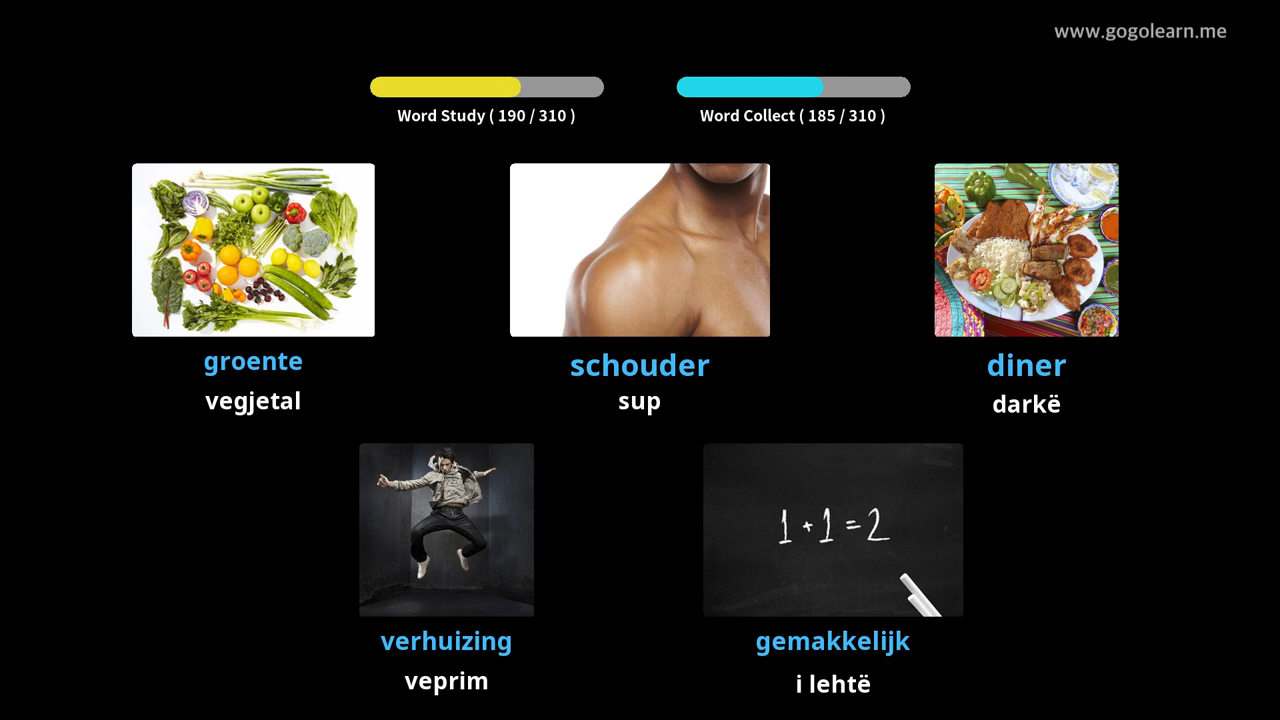 www.gogolearn.me
Word Study ( 190 / 310 )
Word Collect ( 185 / 310 )
groente
vegjetal
schouder
sup
diner
darkë
1 + 1 = 2
verhuizing
veprim
gemakkelijk
i lehtë